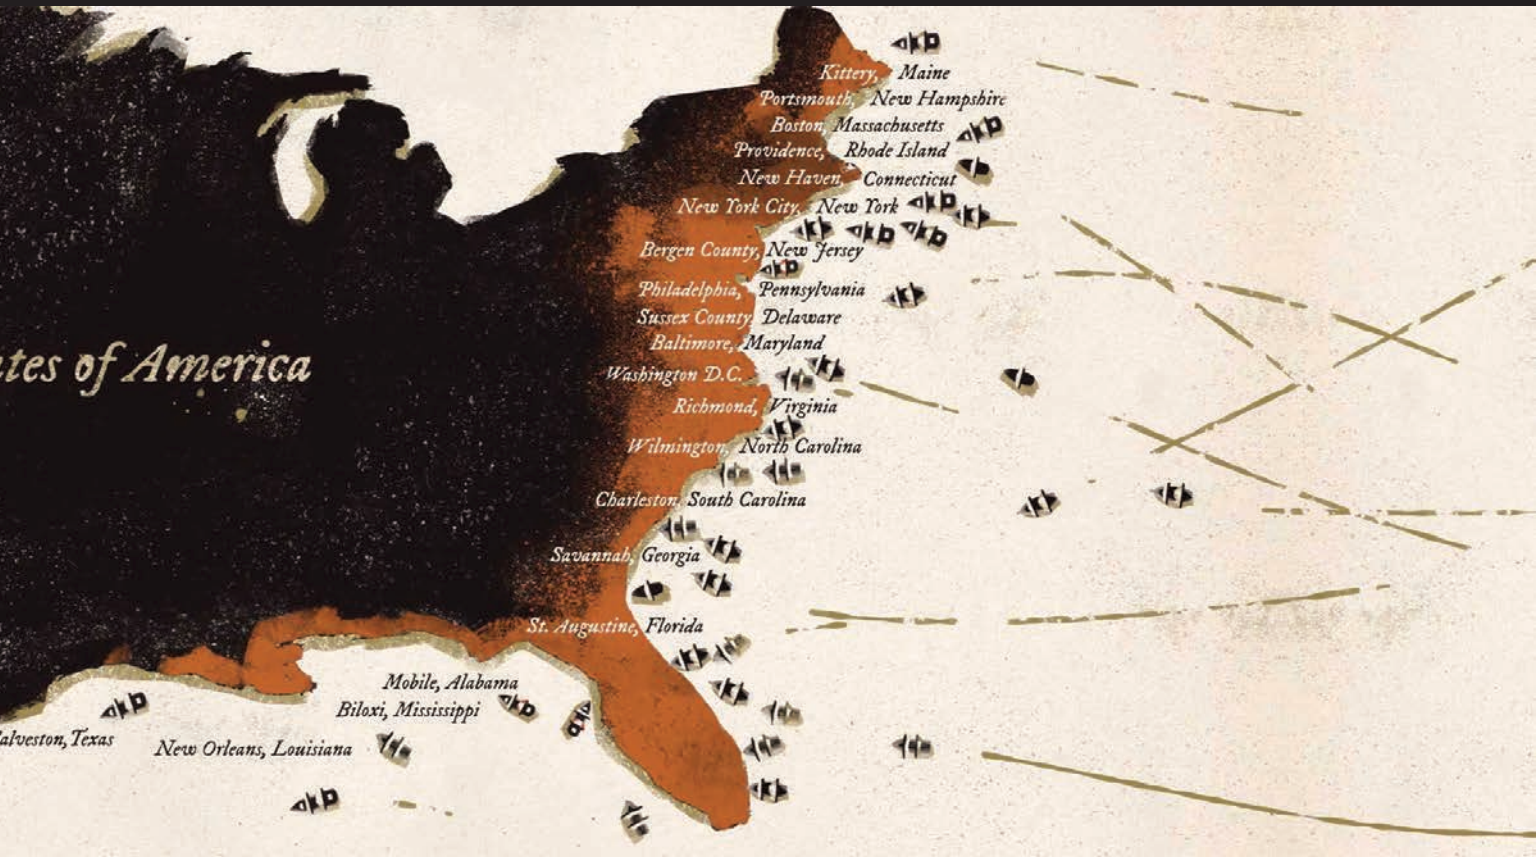 Kittery, Maine
Portsmouth, New Hampshire
Boston, Massachusetts
Providence, Rhode Island
New Haven, Connecticut
New York City, New York
Bergen County, New Jersey
Philadelphia, Pennsylvania
Sussex County, Delaware
Baltimore, Maryland
ates of America
Washington D.C.
Richmond, Virginia
Wilmington, North Carolina
Charleston, South Carolina
Savannah, Georgia
St. Augustine, Florida
Mobile, Alabama
Biloxi, Mississippi
alveston, Texas
New Orleans, Louisiana